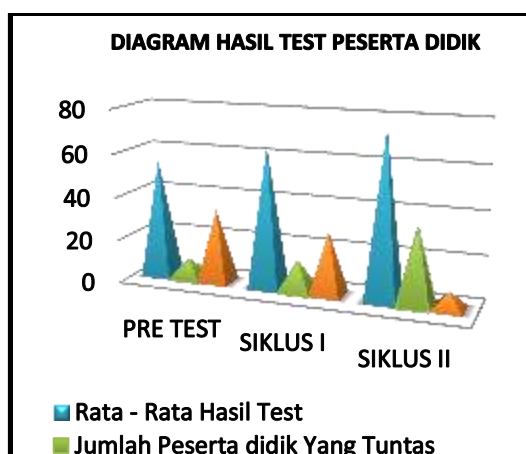 DIAGRAM HASIL TEST PESERTA DIDIK
80
60
40
20
0
PRE TEST
SIKLUS I
SIKLUS II
Rata - Rata Hasil Test
Jumlah Peserta didik Yang Tuntas